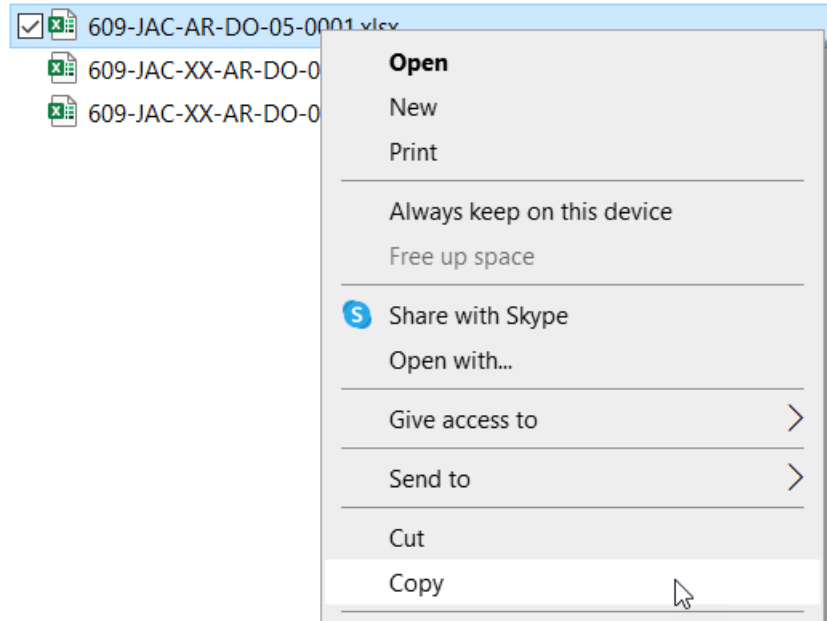 609-JAC-AR-DO-05-0001.xlsx
609-JAC-XX-AR-DO-0
609-JAC-XX-AR-DO-0
Open
New
Print
Always keep on this device
Free up space
Share with Skype
Open with...
Give access to
Send to
Cut
Copy